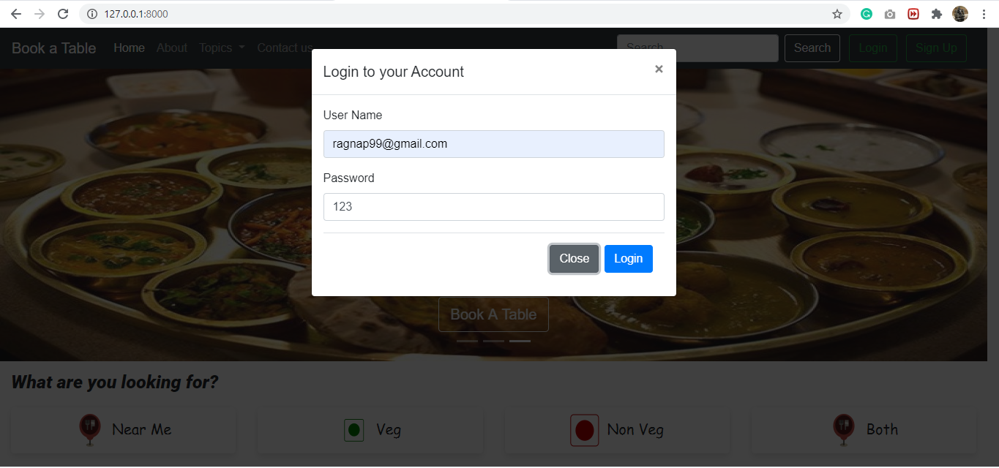 127.0.0.1:8000
Book a Table Home About Topics Contact us Search Search Login Sign Up
Login to your Account ×
User Name
ragnap99@gmail.com
Password
123
Close Login
Book A Table
What are you looking for?
Near Me Veg Non Veg Both